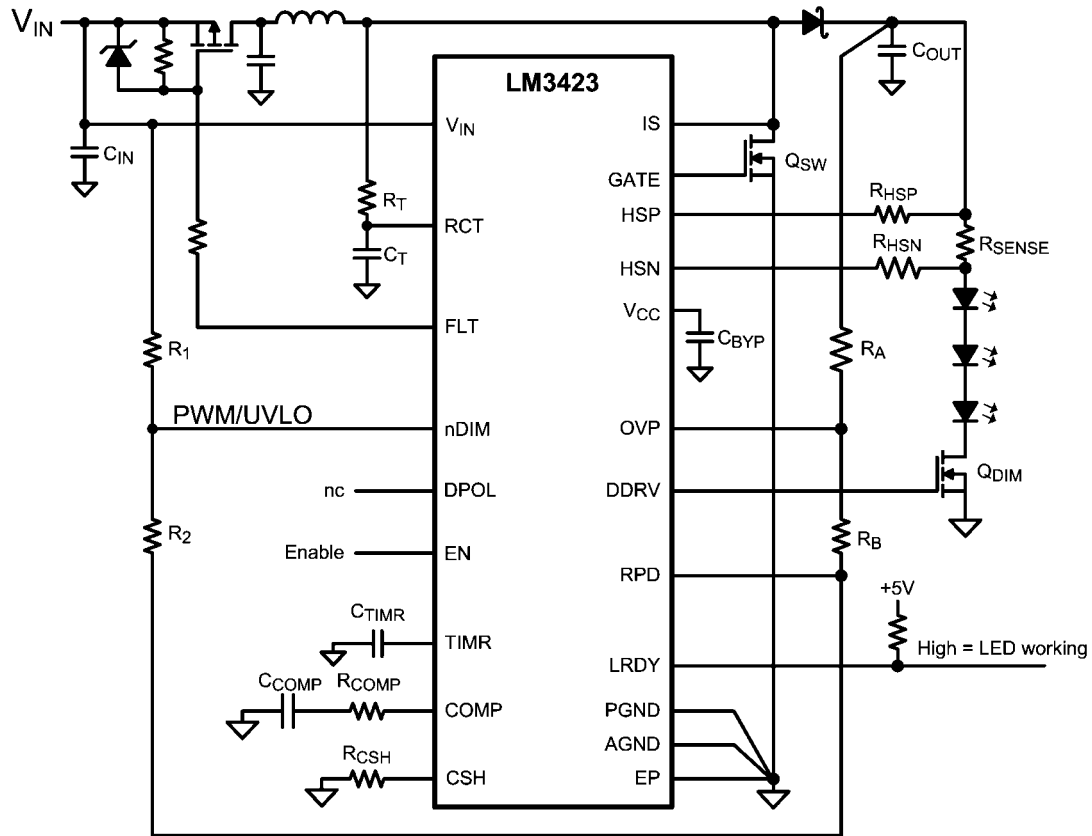 VIN
COUT
LM3423
VIN
IS
CIN
QSW
GATE
RHSP
RT
HSP
RCT
RHSN
RSENSE
CT
HSN
VCC
FLT
CBYP
R1
RA
PWM/UVLO
nDIM
OVP
QDIM
nc
DPOL
DDRV
R2
RB
Enable
EN
RPD
+5V
CTIMR
TIMR
High = LED working
LRDY
CCOMP
RCOMP
COMP
PGND
AGND
RCSH
CSH
EP